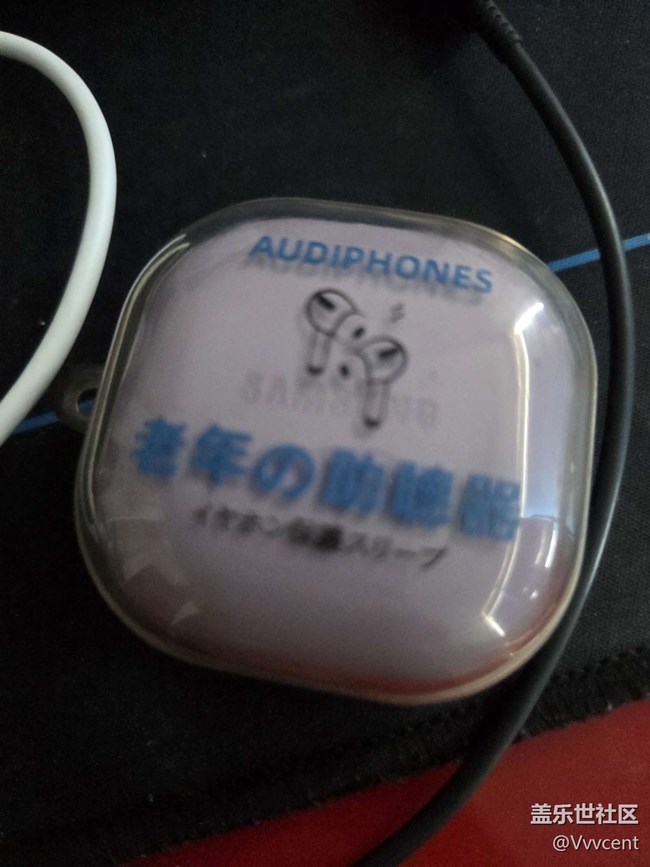 AUDIPHONES
SAMSUNG
老年の助聴器
イヤホン保護スリーブ
盖乐世社区
@Vvvcent